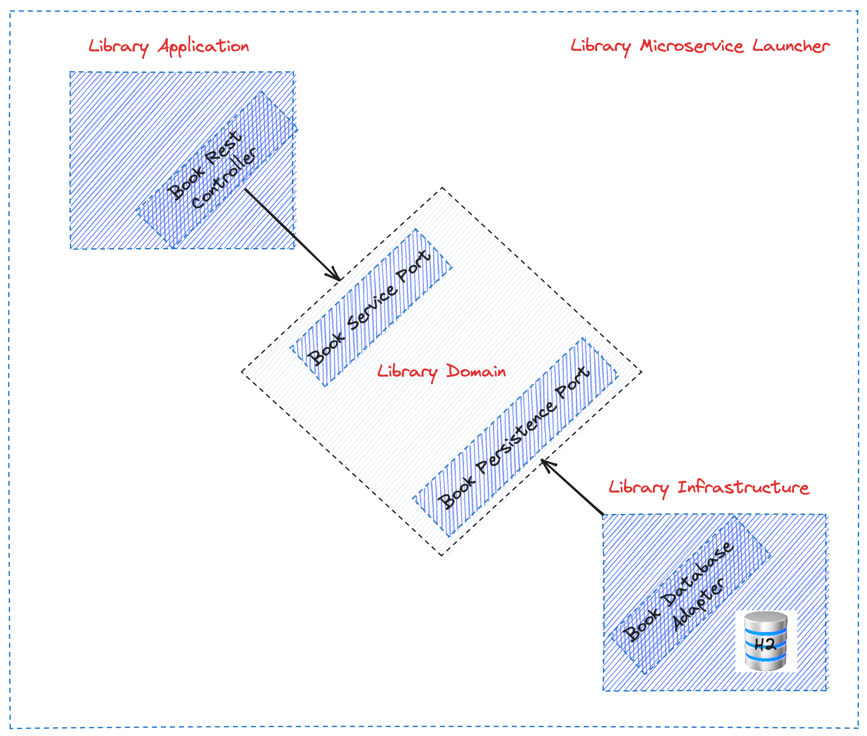 Library Application
Library Microservice Launcher
Book Rest
Controller
Book Service Port
Library Domain
Book Persistence Port
Library Infrastructure
Book Database
Adapter
H2